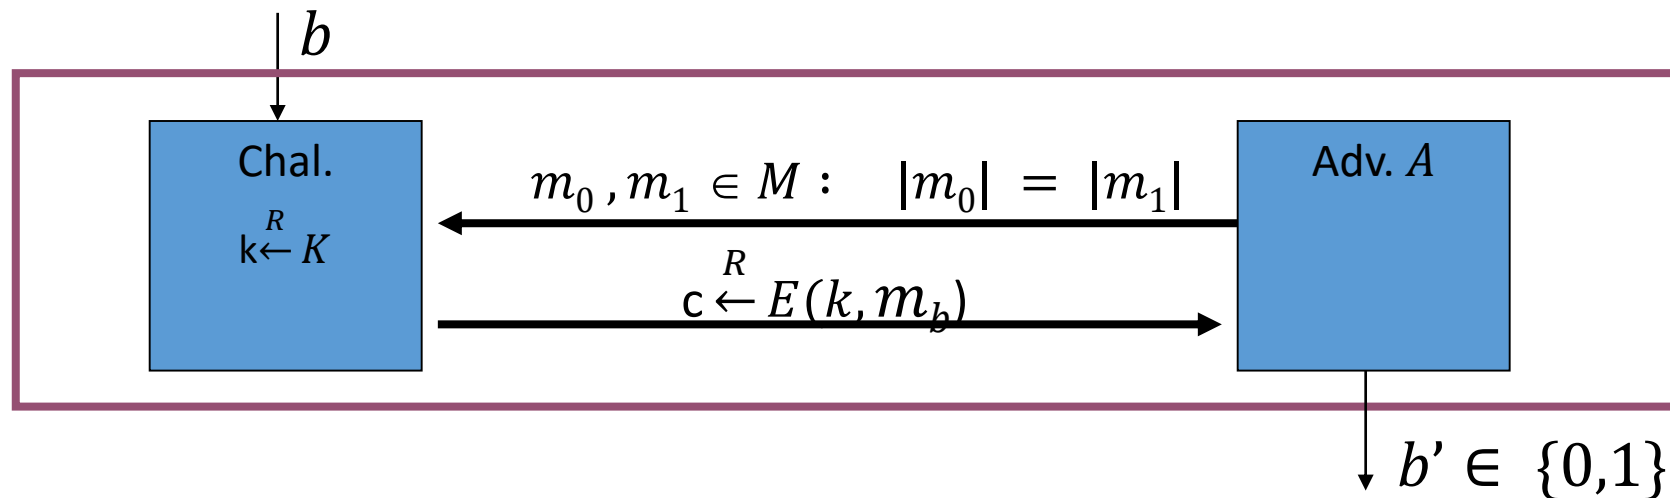 b
Chal.
k ←ᴿ K
m₀ , m₁ ∈ M : |m₀| = |m₁|
c ←ᴿ E(k, m_b)
Adv. A
b’ ∈ {0,1}